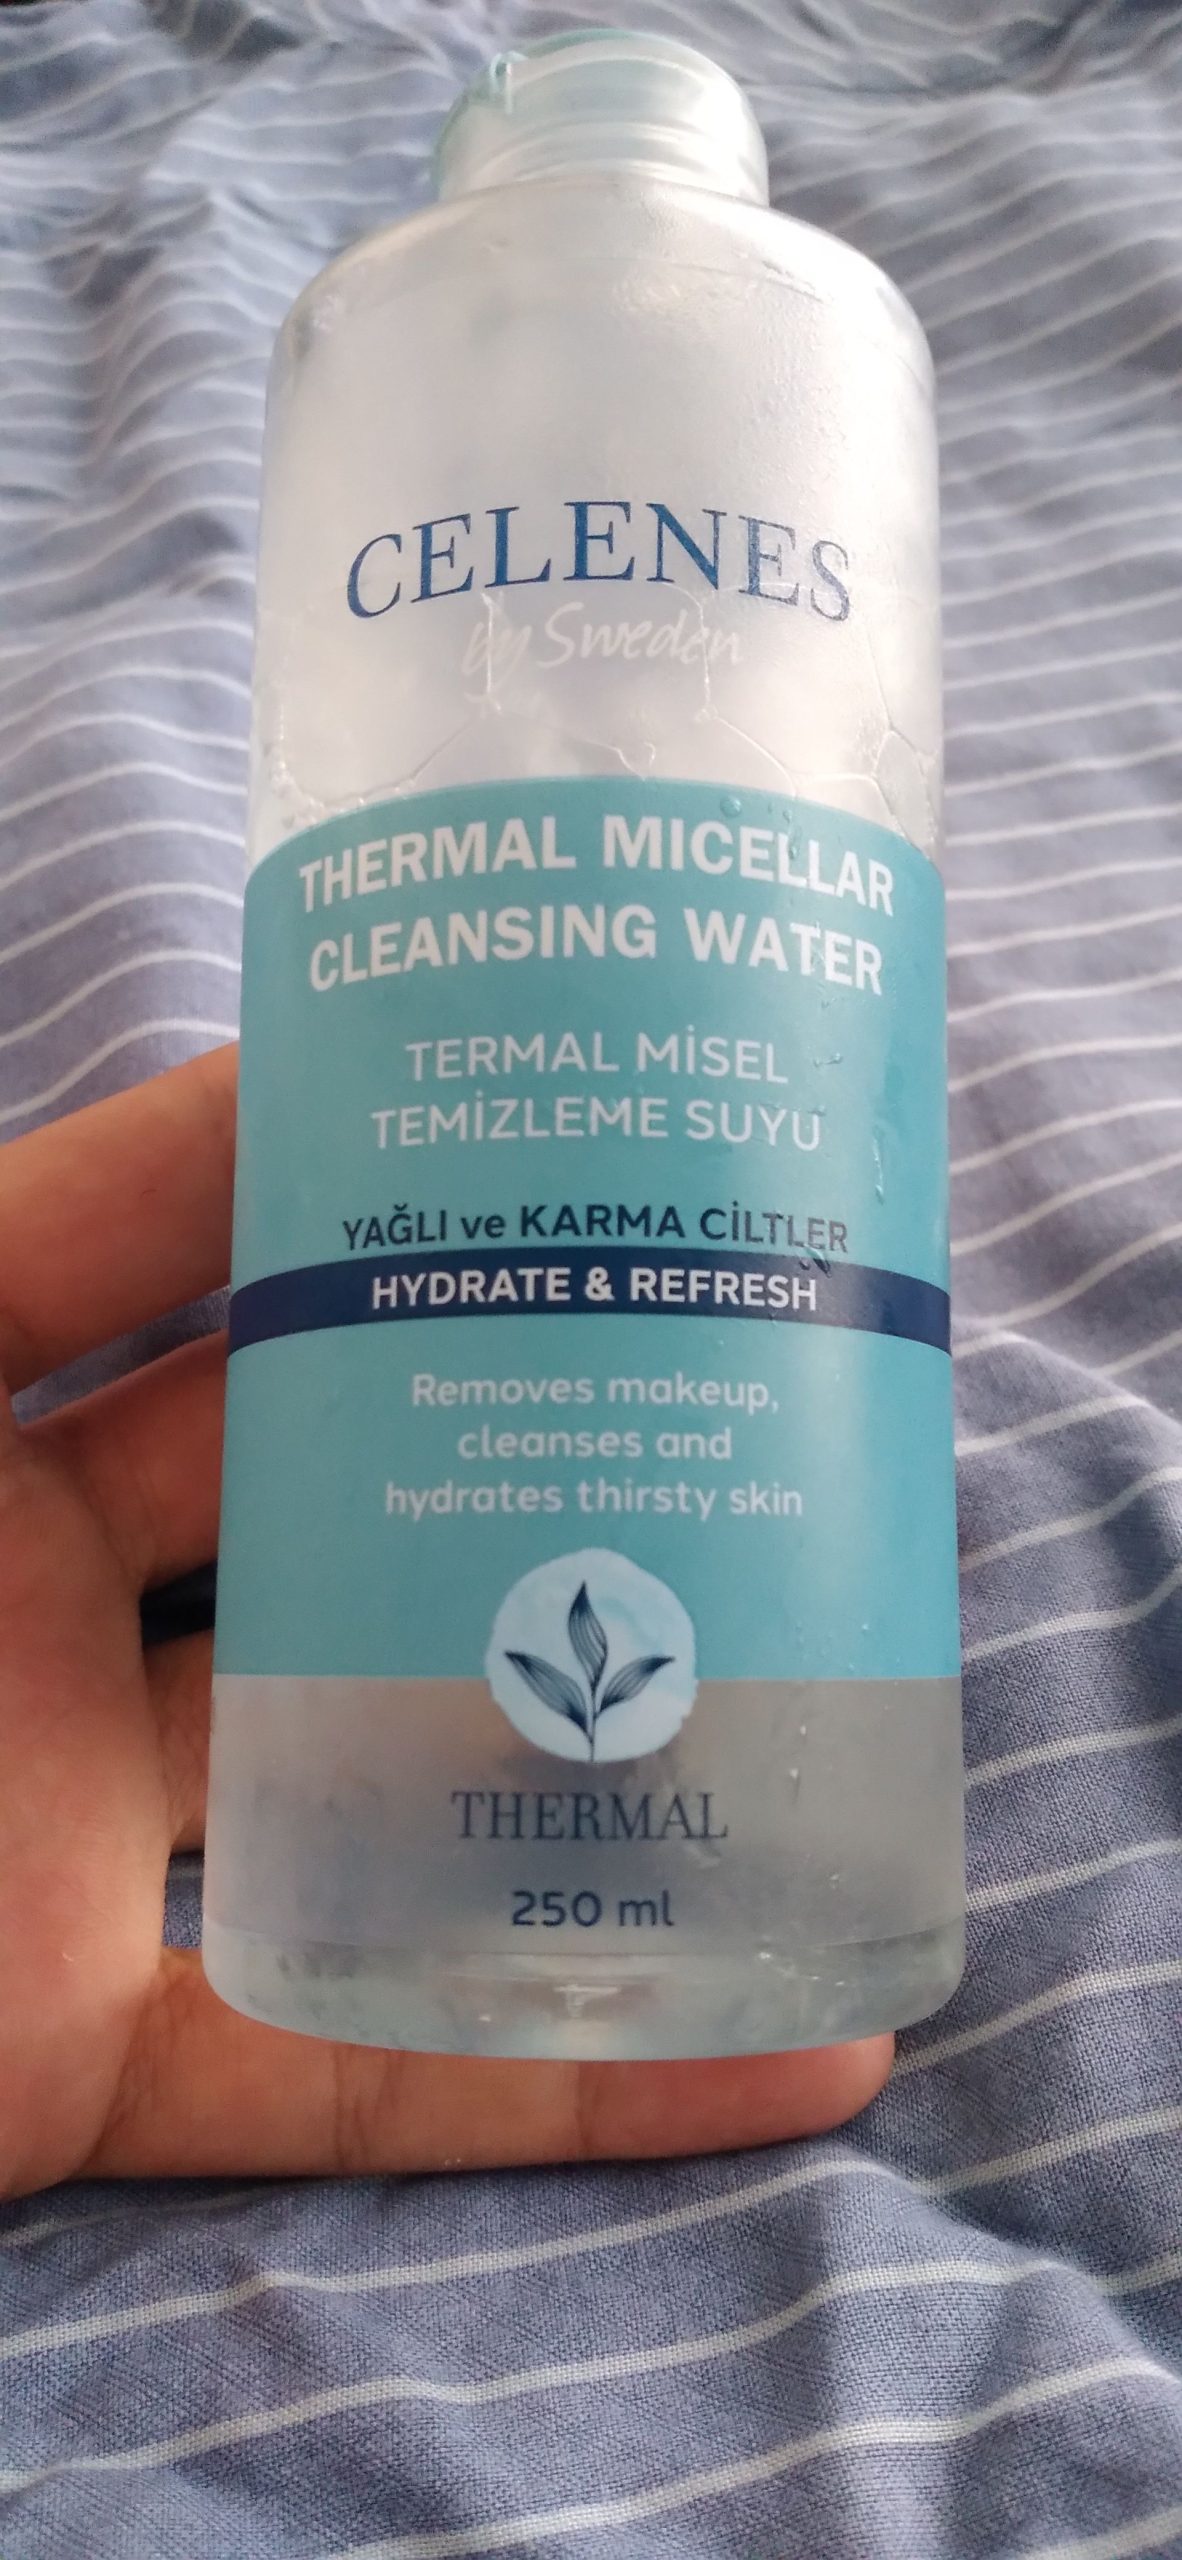 CELENES
by Sweden
THERMAL MICELLAR
CLEANSING WATER
TERMAL MİSEL
TEMİZLEME SUYU
YAĞLI ve KARMA CİLTLER
HYDRATE & REFRESH
Removes makeup,
cleanses and
hydrates thirsty skin
THERMAL
250 ml